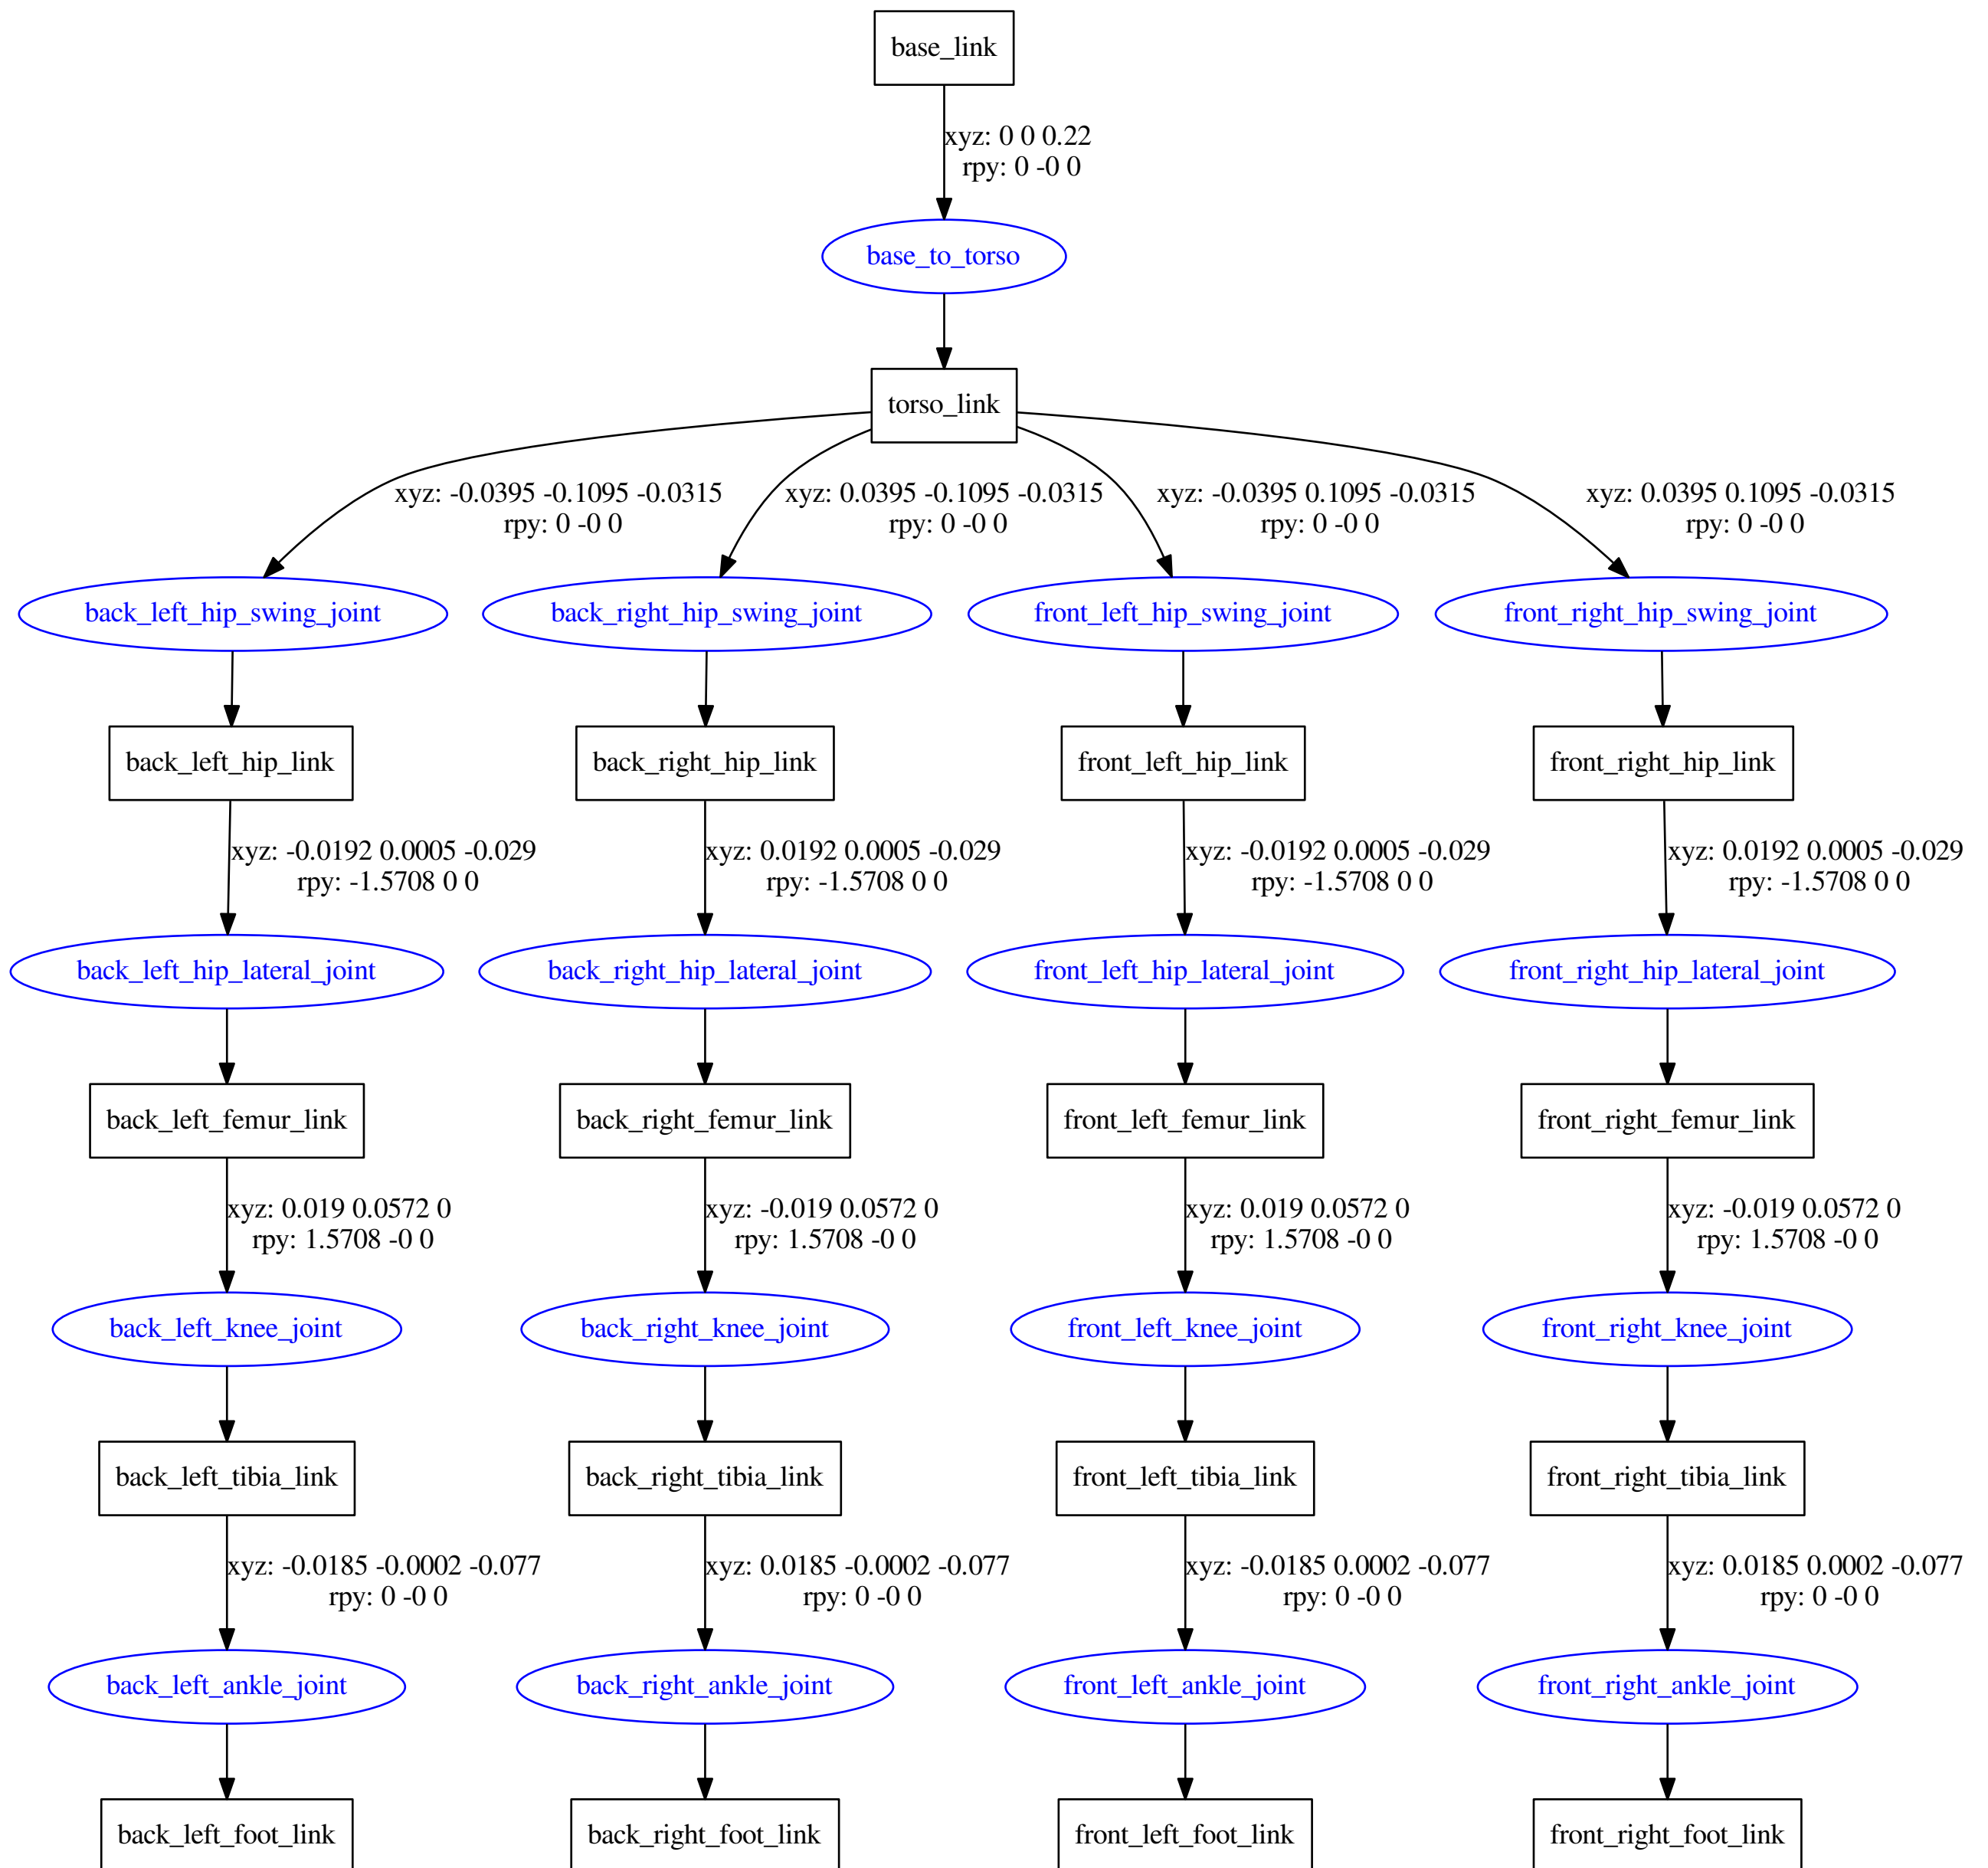 base_link
xyz: 0 0 0.22
rpy: 0 -0 0
base_to_torso
torso_link
xyz: -0.0395 -0.1095 -0.0315
rpy: 0 -0 0
xyz: 0.0395 -0.1095 -0.0315
rpy: 0 -0 0
xyz: -0.0395 0.1095 -0.0315
rpy: 0 -0 0
xyz: 0.0395 0.1095 -0.0315
rpy: 0 -0 0
back_left_hip_swing_joint
back_right_hip_swing_joint
front_left_hip_swing_joint
front_right_hip_swing_joint
back_left_hip_link
back_right_hip_link
front_left_hip_link
front_right_hip_link
xyz: -0.0192 0.0005 -0.029
rpy: -1.5708 0 0
xyz: 0.0192 0.0005 -0.029
rpy: -1.5708 0 0
xyz: -0.0192 0.0005 -0.029
rpy: -1.5708 0 0
xyz: 0.0192 0.0005 -0.029
rpy: -1.5708 0 0
back_left_hip_lateral_joint
back_right_hip_lateral_joint
front_left_hip_lateral_joint
front_right_hip_lateral_joint
back_left_femur_link
back_right_femur_link
front_left_femur_link
front_right_femur_link
xyz: 0.019 0.0572 0
rpy: 1.5708 -0 0
xyz: -0.019 0.0572 0
rpy: 1.5708 -0 0
xyz: 0.019 0.0572 0
rpy: 1.5708 -0 0
xyz: -0.019 0.0572 0
rpy: 1.5708 -0 0
back_left_knee_joint
back_right_knee_joint
front_left_knee_joint
front_right_knee_joint
back_left_tibia_link
back_right_tibia_link
front_left_tibia_link
front_right_tibia_link
xyz: -0.0185 -0.0002 -0.077
rpy: 0 -0 0
xyz: 0.0185 -0.0002 -0.077
rpy: 0 -0 0
xyz: -0.0185 0.0002 -0.077
rpy: 0 -0 0
xyz: 0.0185 0.0002 -0.077
rpy: 0 -0 0
back_left_ankle_joint
back_right_ankle_joint
front_left_ankle_joint
front_right_ankle_joint
back_left_foot_link
back_right_foot_link
front_left_foot_link
front_right_foot_link